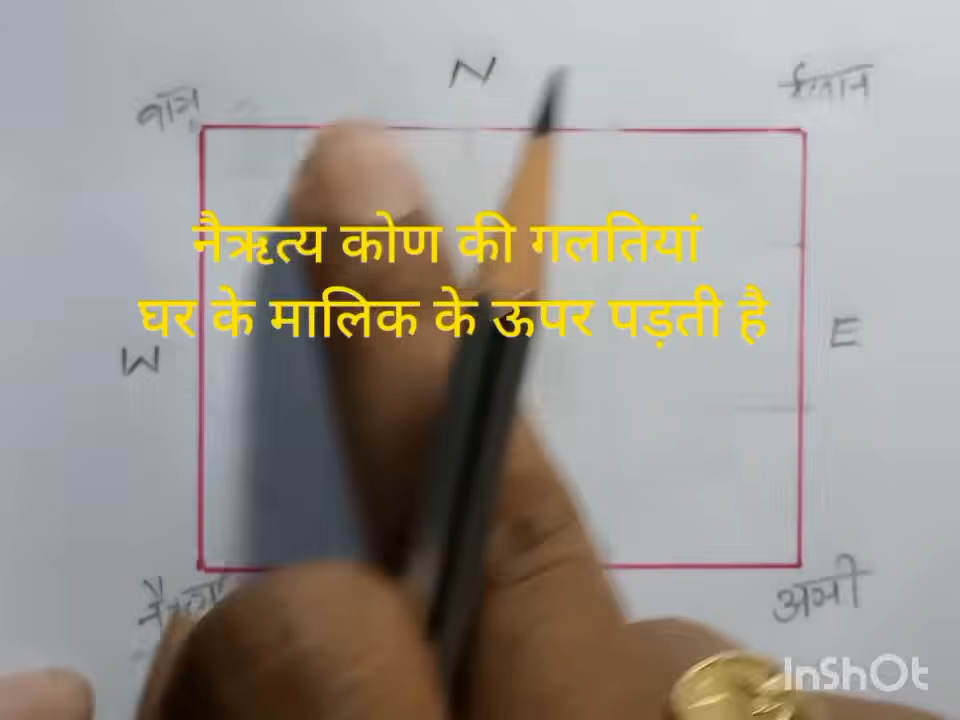 N
ईशान
नैऋत्य कोण की गलतियां
घर के मालिक के ऊपर पड़ती है
W
E
अग्नी
InShOt